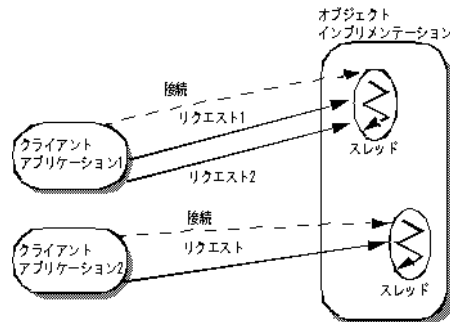 オブジェクト
インプリメンテーション
接続
リクエスト1
クライアント
アプリケーション1
スレッド
リクエスト2
接続
リクエスト
クライアント
アプリケーション2
スレッド